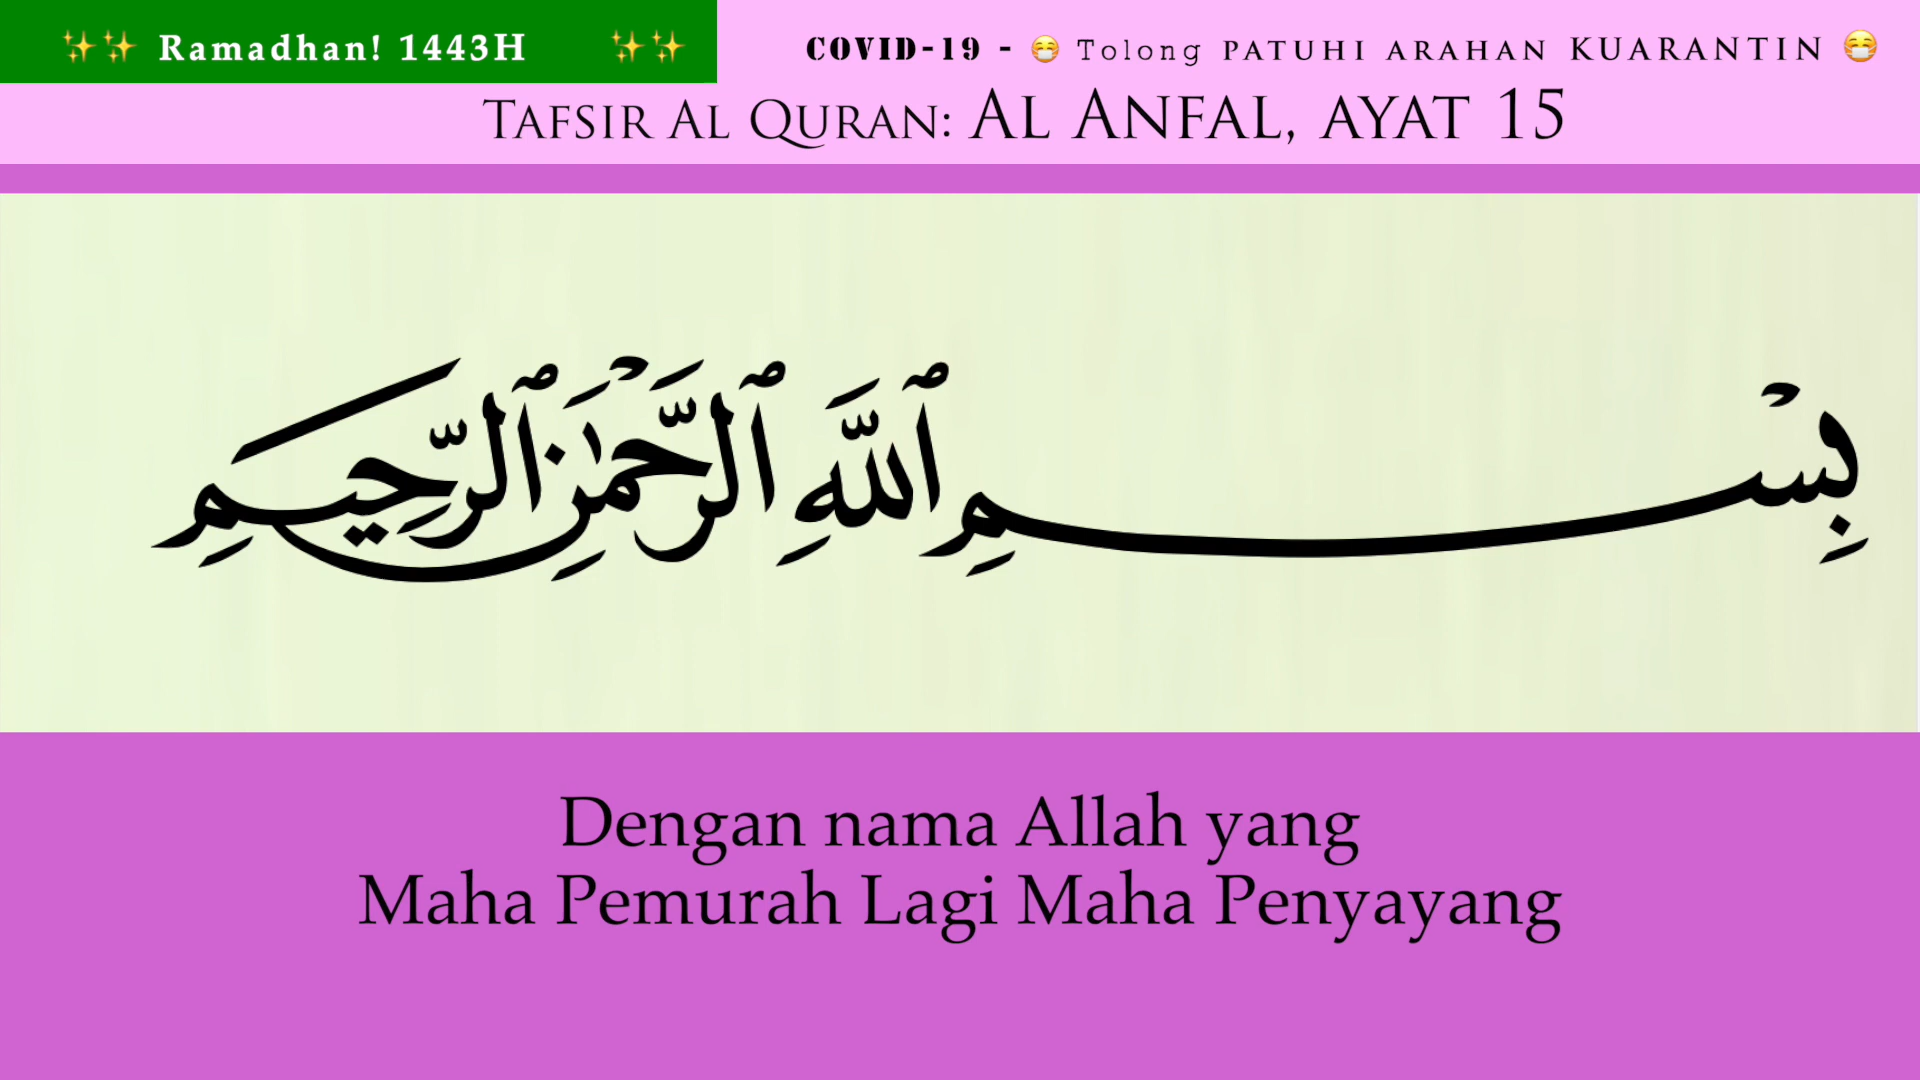 ✨✨ Ramadhan! 1443H ✨✨
COVID-19 - 😷 Tolong PATUHI ARAHAN KUARANTIN 😷
TAFSIR AL QURAN: AL ANFAL, AYAT 15
بِسْمِ ٱللَّهِ ٱلرَّحْمَٰنِ ٱلرَّحِيمِ
Dengan nama Allah yang
Maha Pemurah Lagi Maha Penyayang